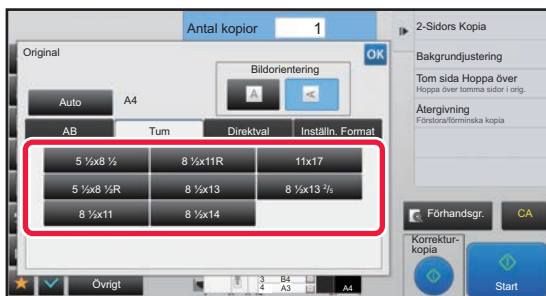 Antal kopior 1
Original
OK
Bildorientering
A A
Auto A4
AB Tum Direktval Inställn. Format
5 ½x8 ½ 8 ½x11R 11x17
5 ½x8 ½R 8 ½x13 8 ½x13 ²/₅
8 ½x11 8 ½x14
Övrigt
3 B4
4 A3
A4
2-Sidors Kopia
Bakgrundjustering
Tom sida Hoppa över
Hoppa över tomma sidor i orig.
Återgivning
Förstora/förminska kopia
Förhandsgr. CA
Korrektur-
kopia
Start